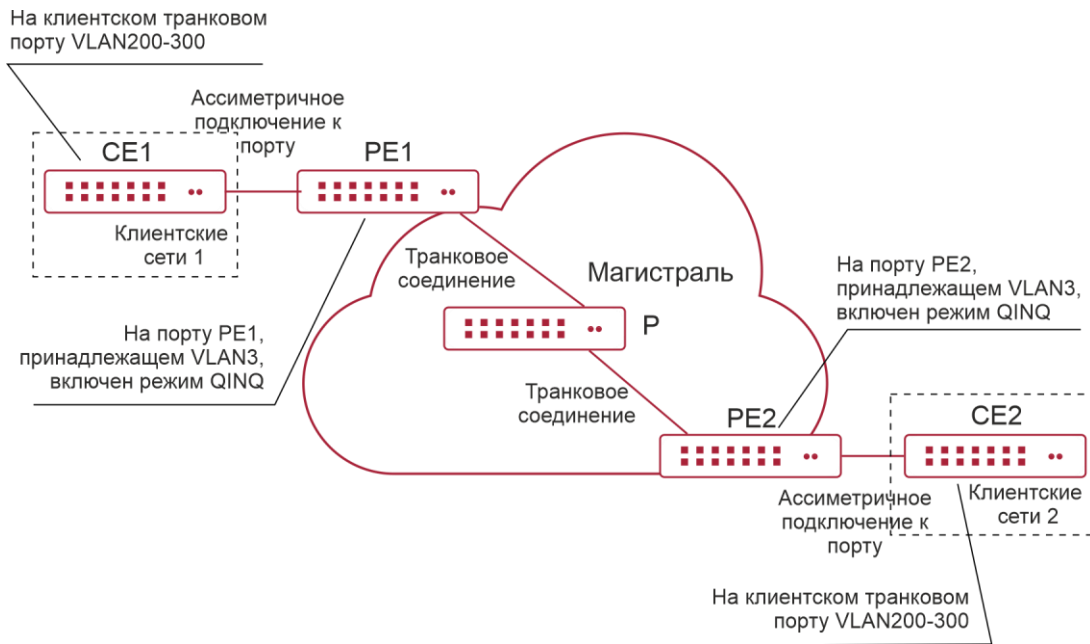 На клиентском транковом
порту VLAN200-300
Ассиметричное
подключение к
порту
CE1
PE1
Клиентские
сети 1
Транковое
соединение
Магистраль
На порту PE2,
принадлежащем VLAN3,
включен режим QINQ
P
На порту PE1,
принадлежащем VLAN3,
включен режим QINQ
Транковое
соединение
PE2
CE2
Ассиметричное
подключение к
порту
Клиентские
сети 2
На клиентском транковом
порту VLAN200-300